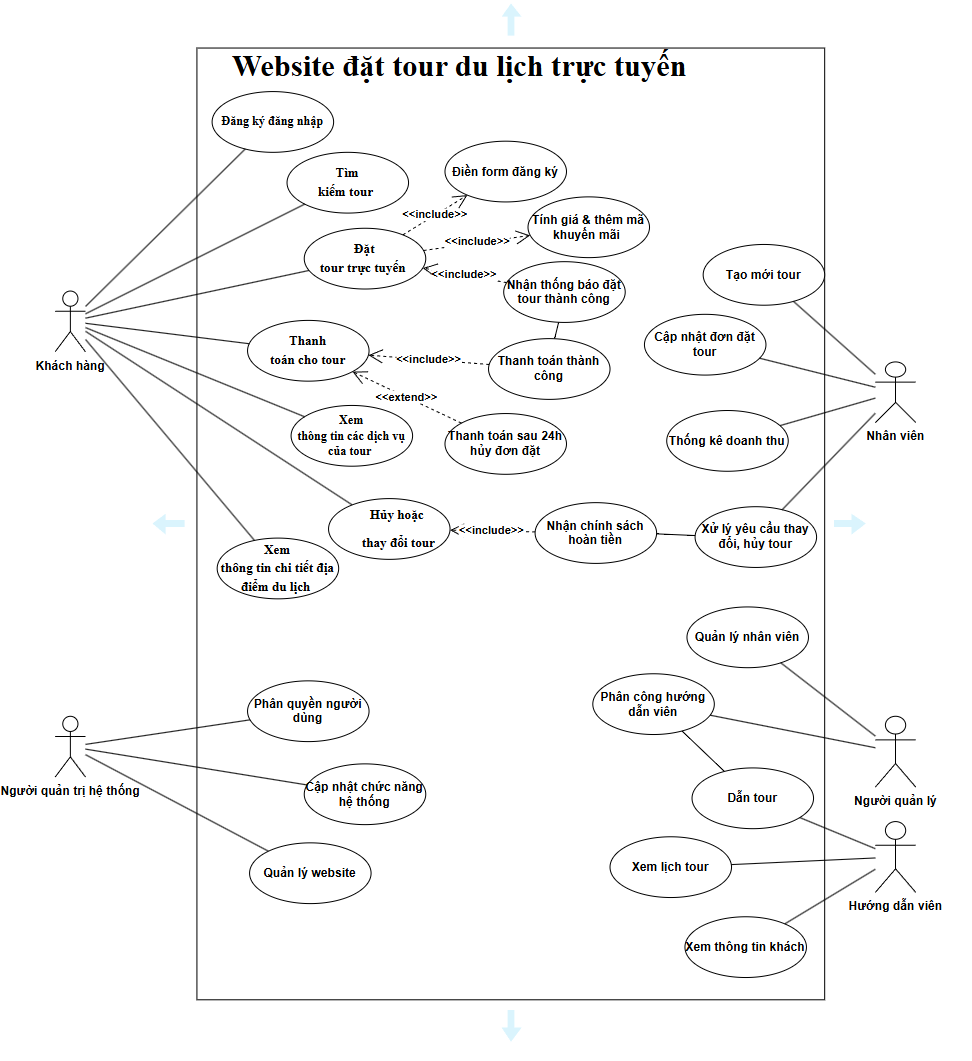 Website đặt tour du lịch trực tuyến
Đăng ký đăng nhập
Tìm
kiếm tour
Điền form đăng ký
<<include>>
Tính giá & thêm mã
khuyến mãi
<<include>>
Đặt
tour trực tuyến
<<include>>
Nhận thống báo đặt
tour thành công
Tạo mới tour
Khách hàng
Thanh
toán cho tour
<<include>>
Thanh toán thành
công
Cập nhật đơn đặt
tour
Nhân viên
<<extend>>
Xem
thông tin các dịch vụ
của tour
Thanh toán sau 24h
hủy đơn đặt
Thống kê doanh thu
Hủy hoặc
thay đổi tour
<<include>>
Nhận chính sách
hoàn tiền
Xử lý yêu cầu thay
đổi, hủy tour
Xem
thông tin chi tiết địa
điểm du lịch
Quản lý nhân viên
Phân quyền người
dùng
Phân công hướng
dẫn viên
Người quản trị hệ thống
Cập nhật chức năng
hệ thống
Dẫn tour
Người quản lý
Quản lý website
Xem lịch tour
Hướng dẫn viên
Xem thông tin khách